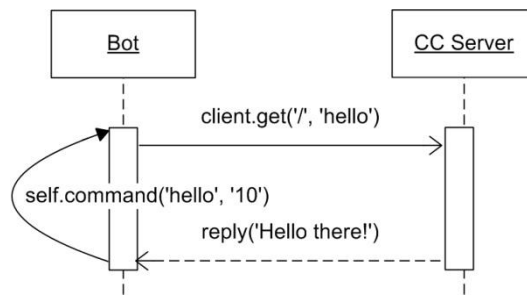 Bot
CC Server
client.get('/', 'hello')
self.command('hello', '10')
reply('Hello there!')